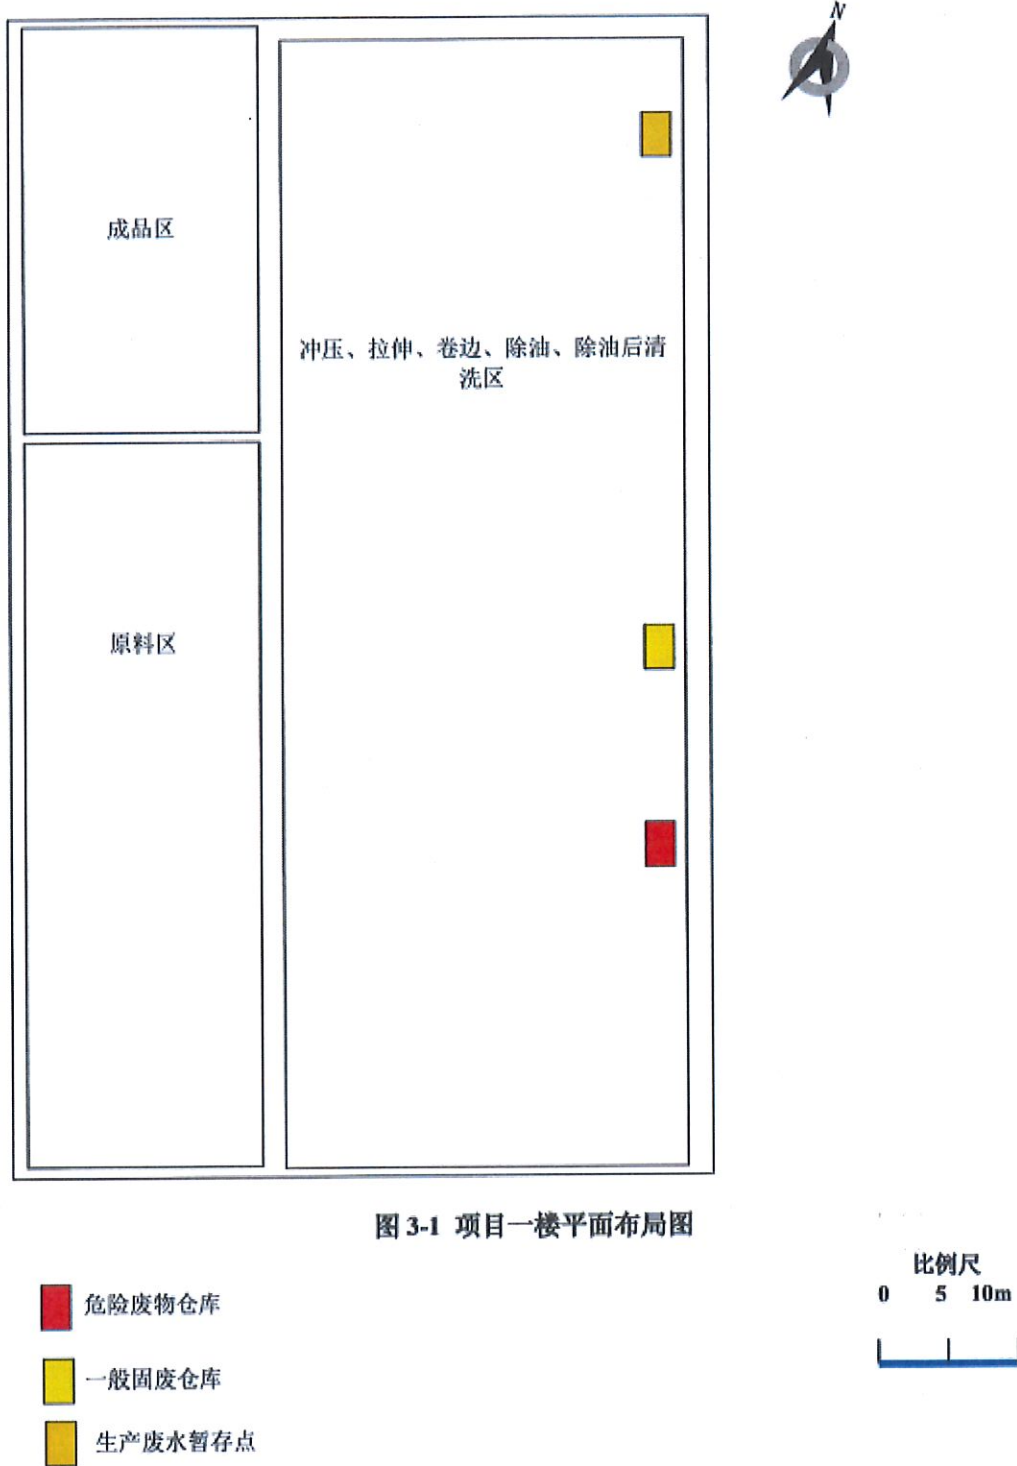 N
成品区
冲压、拉伸、卷边、除油、除油后清
洗区
原料区
图 3-1 项目一楼平面布局图
危险废物仓库
一般固废仓库
生产废水暂存点
比例尺
0 5 10m